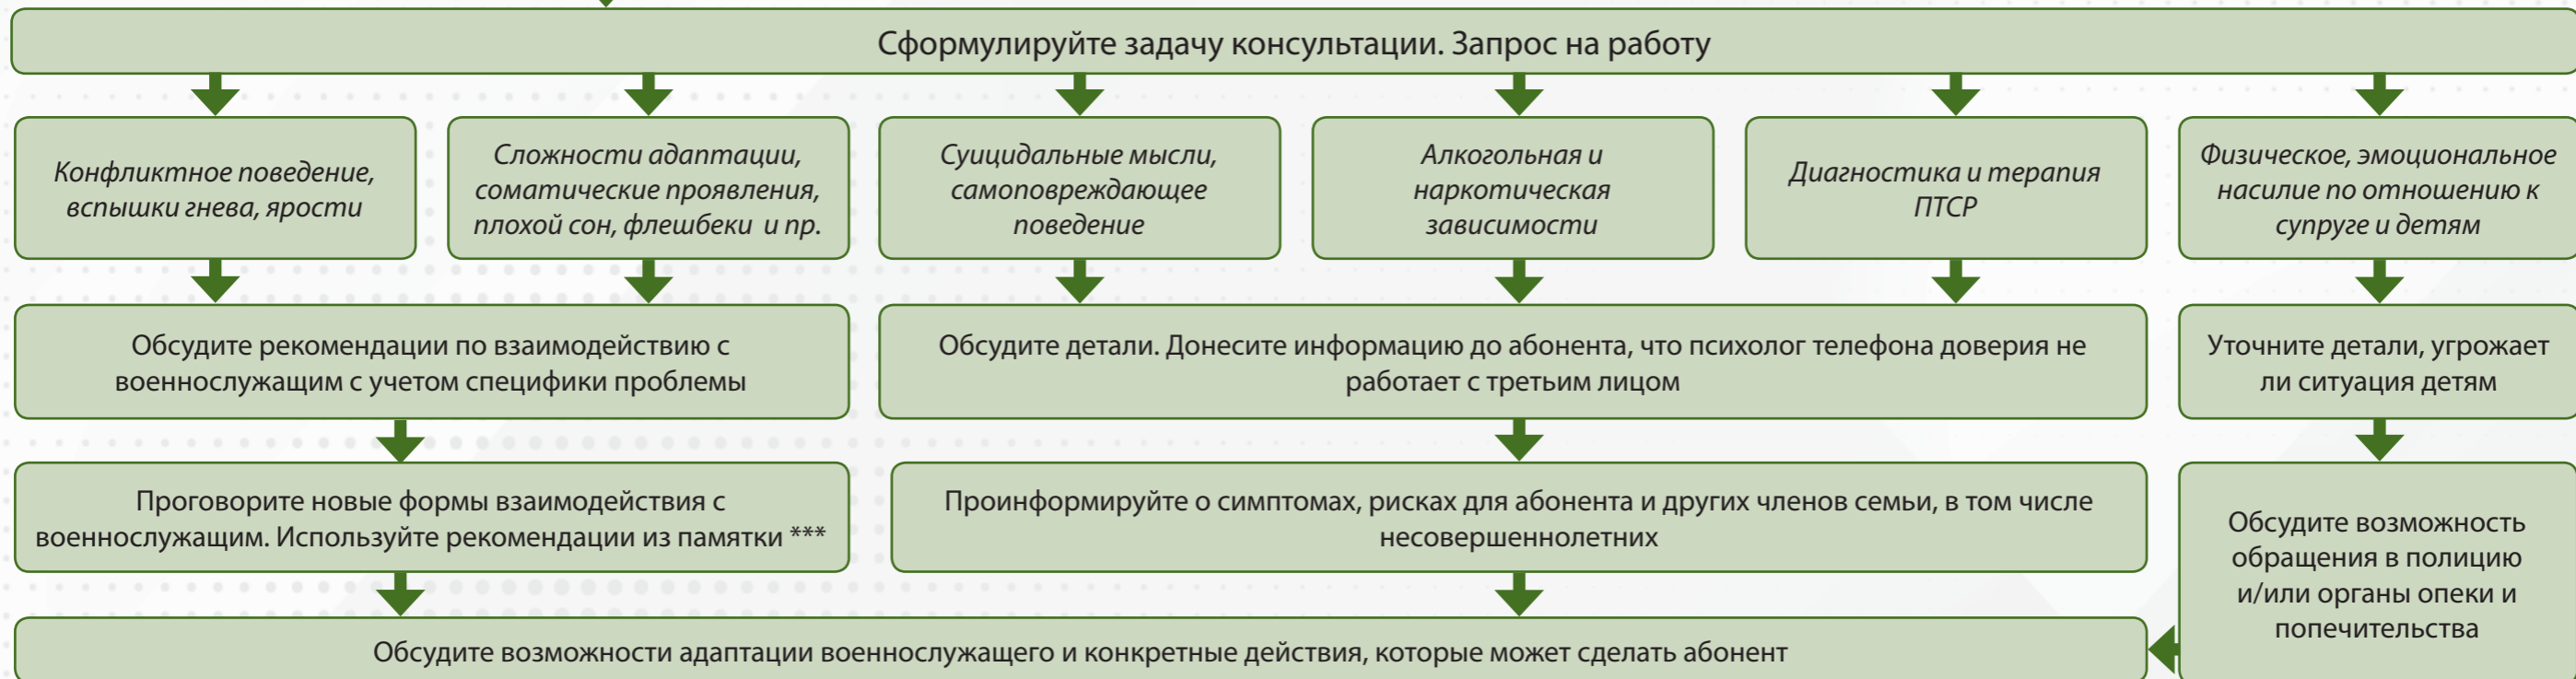 Сформулируйте задачу консультации. Запрос на работу
Конфликтное поведение,
вспышки гнева, ярости
Сложности адаптации,
соматические проявления,
плохой сон, флешбеки и пр.
Суицидальные мысли,
самоповреждающее
поведение
Алкогольная и
наркотическая
зависимости
Диагностика и терапия
ПТСР
Физическое, эмоциональное
насилие по отношению к
супруге и детям
Обсудите рекомендации по взаимодействию с
военнослужащим с учетом специфики проблемы
Обсудите детали. Донесите информацию до абонента, что психолог телефона доверия не
работает с третьим лицом
Уточните детали, угрожает
ли ситуация детям
Проговорите новые формы взаимодействия с
военнослужащим. Используйте рекомендации из памятки ***
Проинформируйте о симптомах, рисках для абонента и других членов семьи, в том числе
несовершеннолетних
Обсудите возможность
обращения в полицию
и/или органы опеки и
попечительства
Обсудите возможности адаптации военнослужащего и конкретные действия, которые может сделать абонент